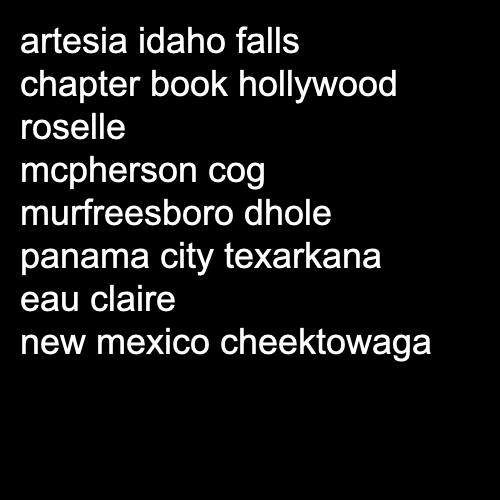 artesia idaho falls
chapter book hollywood
roselle
mcpherson cog
murfreesboro dhole
panama city texarkana
eau claire
new mexico cheektowaga